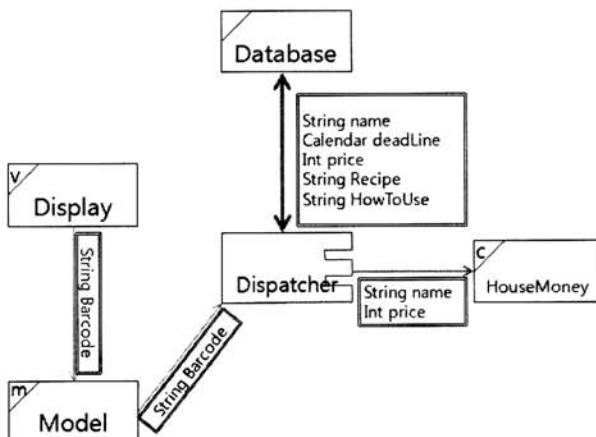 Database
String name
Calendar deadLine
Int price
String Recipe
String HowToUse
v
Display
String Barcode
Dispatcher
c
HouseMoney
String name
Int price
String Barcode
m
Model